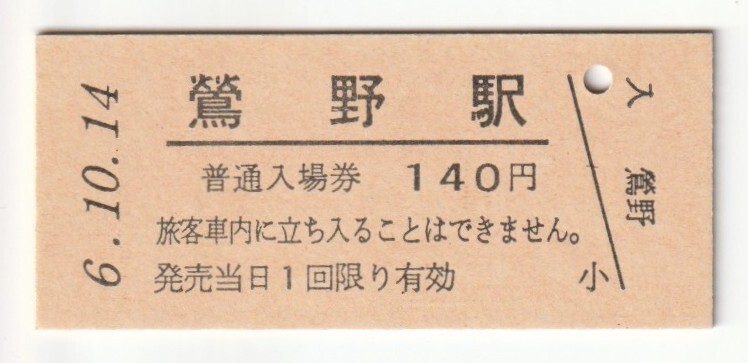 6.10.14
鶯野駅
普通入場券 140円
旅客車内に立ち入ることはできません。
発売当日1回限り有効
小
入 鶯野